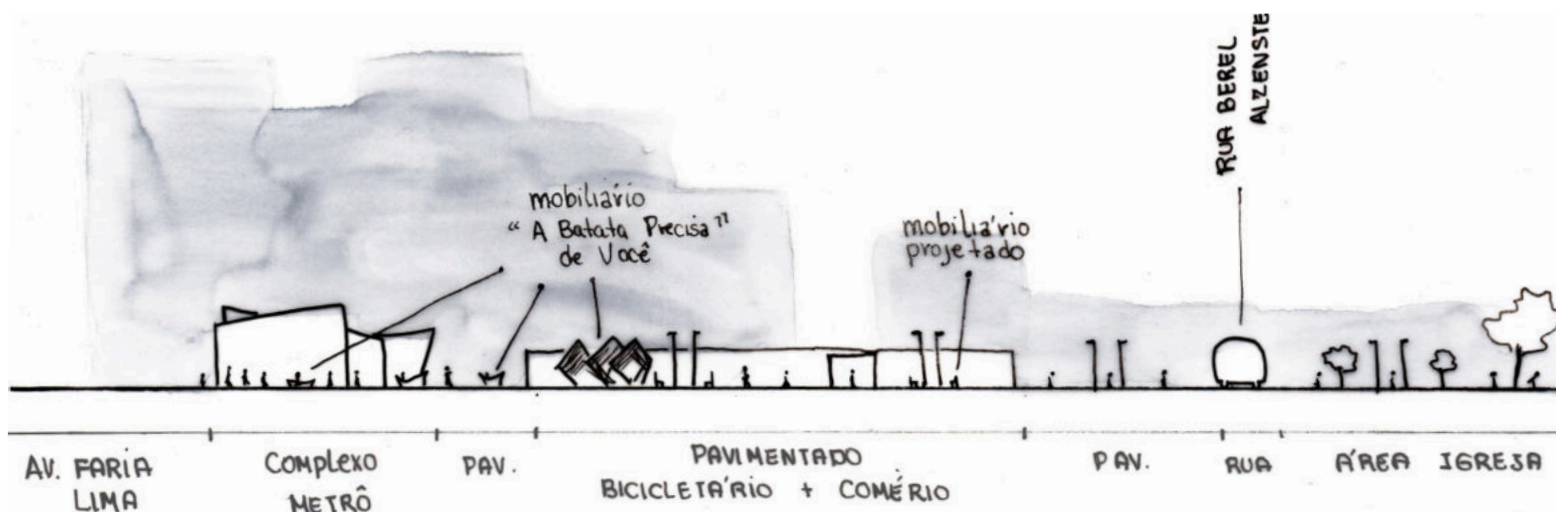 RUA BEREL
ALZENSTE
mobiliário
“ A Batata Precisa ”
de Você
mobiliário
projetado
AV. FARIA
LIMA
COMPLEXO
METRÔ
PAV.
PAVIMENTADO
BICICLETÁRIO + COMÉRIO
PAV.
RUA
ÁREA IGREJA